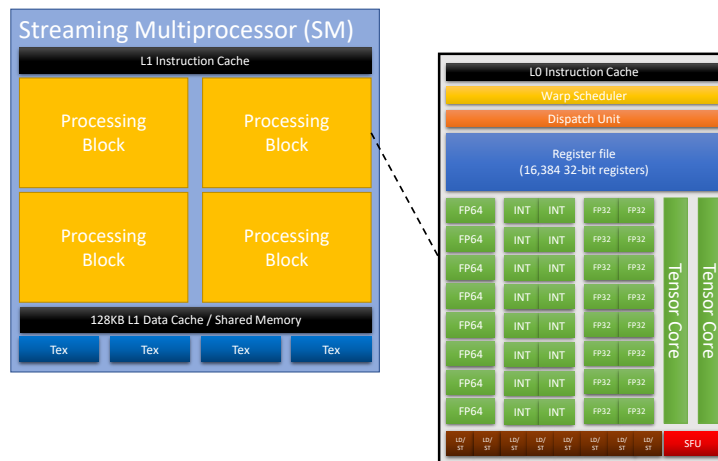 Streaming Multiprocessor (SM)
L1 Instruction Cache
Processing
Block
Processing
Block
Processing
Block
Processing
Block
128KB L1 Data Cache / Shared Memory
Tex
Tex
Tex
Tex
L0 Instruction Cache
Warp Scheduler
Dispatch Unit
Register file
(16,384 32-bit registers)
FP64 INT INT FP32 FP32
FP64 INT INT FP32 FP32
FP64 INT INT FP32 FP32
FP64 INT INT FP32 FP32
FP64 INT INT FP32 FP32
FP64 INT INT FP32 FP32
FP64 INT INT FP32 FP32
FP64 INT INT FP32 FP32
Tensor Core
Tensor Core
LD/
ST
LD/
ST
LD/
ST
LD/
ST
LD/
ST
LD/
ST
LD/
ST
LD/
ST
SFU